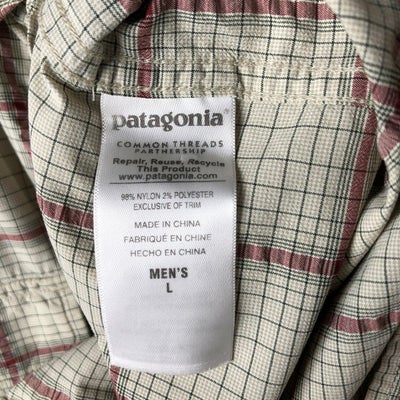 patagonia
COMMON THREADS
PARTNERSHIP
Repair, Reuse, Recycle
This Product
www.patagonia.com
98% NYLON 2% POLYESTER
EXCLUSIVE OF TRIM
MADE IN CHINA
FABRIQUÉ EN CHINE
HECHO EN CHINA
MEN'S
L